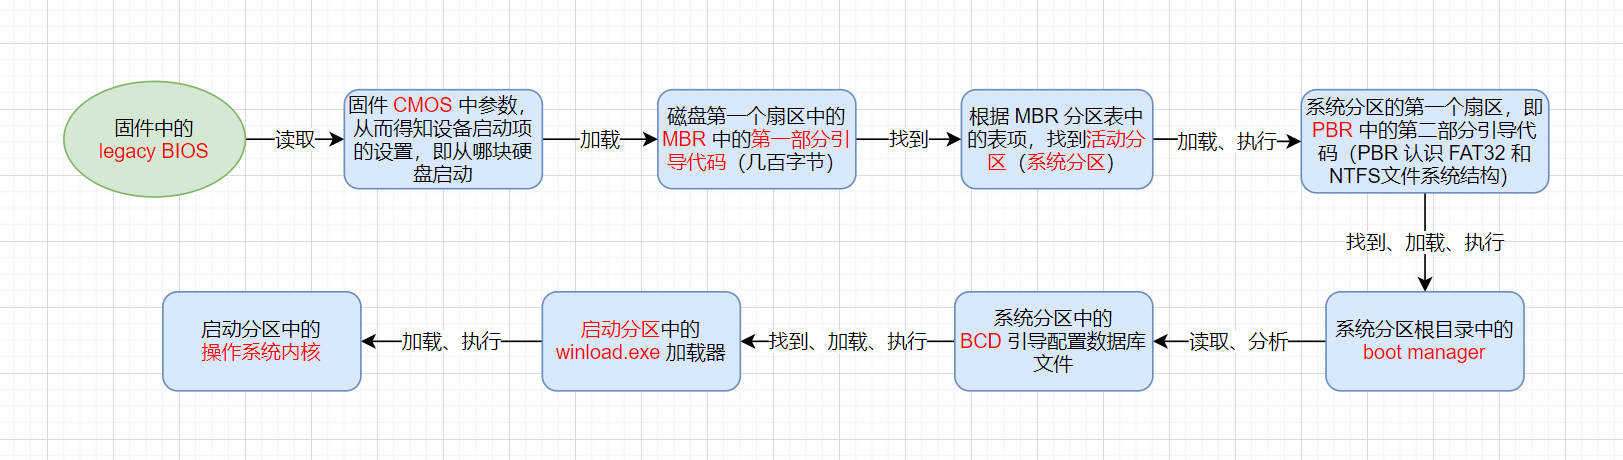 固件中的
legacy BIOS
读取
固件 CMOS 中参数，
从而得知设备启动项
的设置，即从哪块硬
盘启动
加载
磁盘第一个扇区中的
MBR 中的第一部分引
导代码（几百字节）
找到
根据 MBR 分区表中
的表项，找到活动分
区（系统分区）
加载、执行
系统分区的第一个扇区，即
PBR 中的第二部分引导代
码（PBR 认识 FAT32 和
NTFS文件系统结构）
找到、加载、执行
系统分区根目录中的
boot manager
读取、分析
系统分区中的
BCD 引导配置数据库
文件
找到、加载、执行
启动分区中的
winload.exe 加载器
加载、执行
启动分区中的
操作系统内核